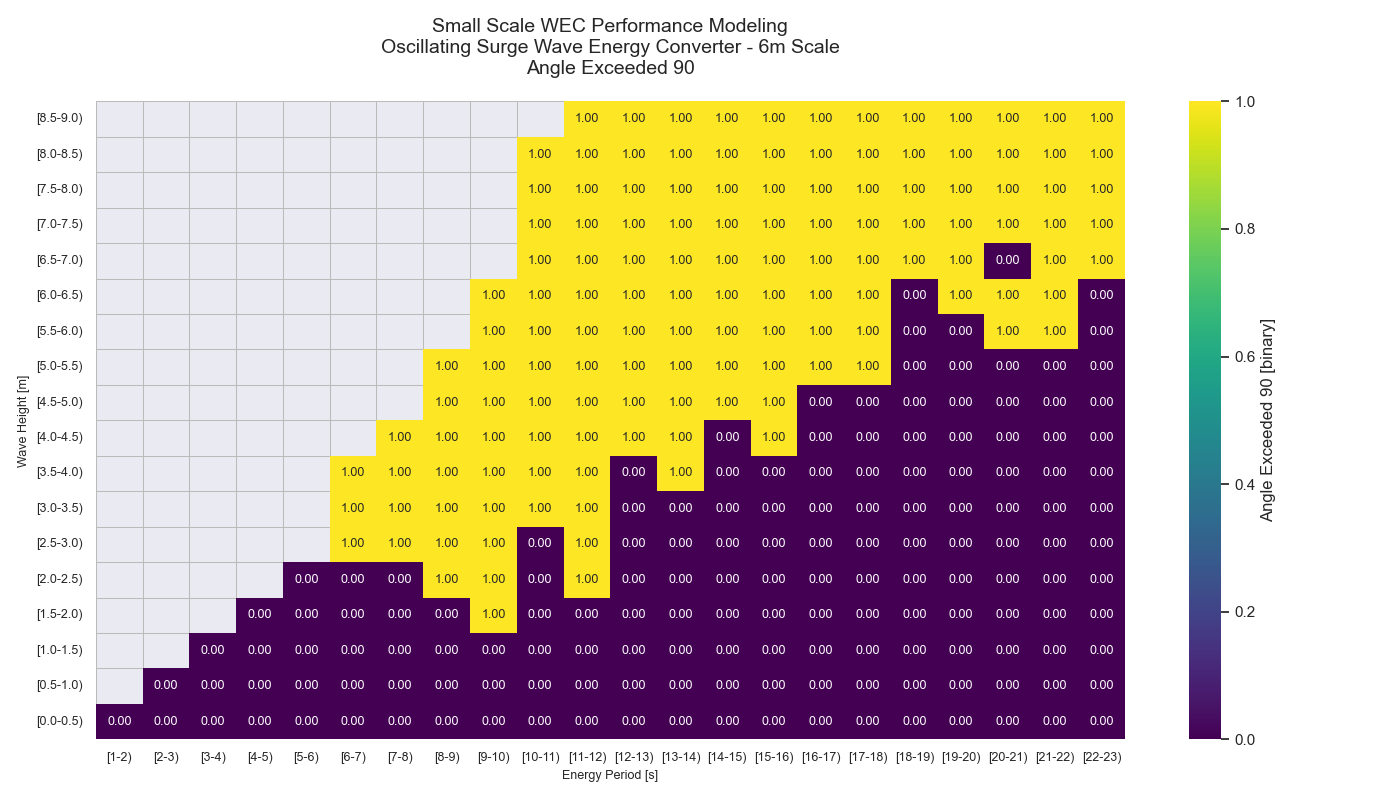 Small Scale WEC Performance Modeling
Oscillating Surge Wave Energy Converter - 6m Scale
Angle Exceeded 90
[8.5-9.0) 1.00 1.00 1.00 1.00 1.00 1.00 1.00 1.00 1.00 1.00 1.00 1.00
[8.0-8.5) 1.00 1.00 1.00 1.00 1.00 1.00 1.00 1.00 1.00 1.00 1.00 1.00 1.00
[7.5-8.0) 1.00 1.00 1.00 1.00 1.00 1.00 1.00 1.00 1.00 1.00 1.00 1.00 1.00
[7.0-7.5) 1.00 1.00 1.00 1.00 1.00 1.00 1.00 1.00 1.00 1.00 1.00 1.00 1.00
[6.5-7.0) 1.00 1.00 1.00 1.00 1.00 1.00 1.00 1.00 1.00 1.00 0.00 1.00 1.00
[6.0-6.5) 1.00 1.00 1.00 1.00 1.00 1.00 1.00 1.00 1.00 0.00 1.00 1.00 1.00 0.00
[5.5-6.0) 1.00 1.00 1.00 1.00 1.00 1.00 1.00 1.00 1.00 0.00 0.00 1.00 1.00 0.00
[5.0-5.5) 1.00 1.00 1.00 1.00 1.00 1.00 1.00 1.00 1.00 1.00 0.00 0.00 0.00 0.00 0.00
[4.5-5.0) 1.00 1.00 1.00 1.00 1.00 1.00 1.00 1.00 0.00 0.00 0.00 0.00 0.00 0.00 0.00
[4.0-4.5) 1.00 1.00 1.00 1.00 1.00 1.00 1.00 0.00 1.00 0.00 0.00 0.00 0.00 0.00 0.00 0.00
[3.5-4.0) 1.00 1.00 1.00 1.00 1.00 1.00 0.00 1.00 0.00 0.00 0.00 0.00 0.00 0.00 0.00 0.00 0.00
[3.0-3.5) 1.00 1.00 1.00 1.00 1.00 1.00 0.00 0.00 0.00 0.00 0.00 0.00 0.00 0.00 0.00 0.00 0.00
[2.5-3.0) 1.00 1.00 1.00 1.00 0.00 1.00 0.00 0.00 0.00 0.00 0.00 0.00 0.00 0.00 0.00 0.00 0.00
[2.0-2.5) 0.00 0.00 0.00 1.00 1.00 0.00 1.00 0.00 0.00 0.00 0.00 0.00 0.00 0.00 0.00 0.00 0.00 0.00
[1.5-2.0) 0.00 0.00 0.00 0.00 0.00 1.00 0.00 0.00 0.00 0.00 0.00 0.00 0.00 0.00 0.00 0.00 0.00 0.00 0.00
[1.0-1.5) 0.00 0.00 0.00 0.00 0.00 0.00 0.00 0.00 0.00 0.00 0.00 0.00 0.00 0.00 0.00 0.00 0.00 0.00 0.00 0.00
[0.5-1.0) 0.00 0.00 0.00 0.00 0.00 0.00 0.00 0.00 0.00 0.00 0.00 0.00 0.00 0.00 0.00 0.00 0.00 0.00 0.00 0.00 0.00
[0.0-0.5) 0.00 0.00 0.00 0.00 0.00 0.00 0.00 0.00 0.00 0.00 0.00 0.00 0.00 0.00 0.00 0.00 0.00 0.00 0.00 0.00 0.00 0.00
[1-2) [2-3) [3-4) [4-5) [5-6) [6-7) [7-8) [8-9) [9-10) [10-11) [11-12) [12-13) [13-14) [14-15) [15-16) [16-17) [17-18) [18-19) [19-20) [20-21) [21-22) [22-23)
Energy Period [s]
Wave Height [m]
1.0
0.8
0.6
0.4
0.2
0.0
Angle Exceeded 90 [binary]